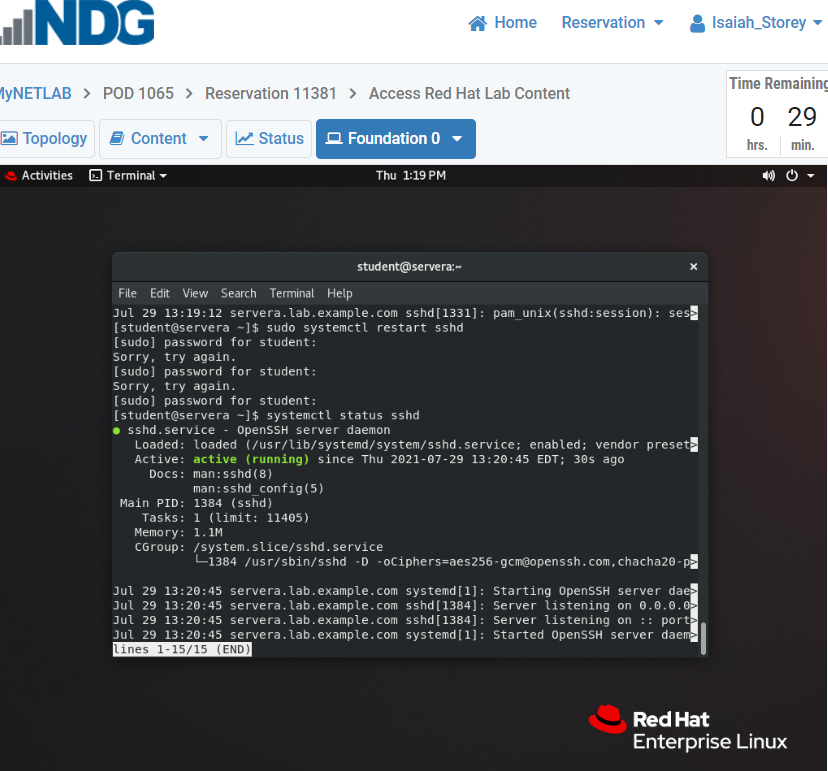 NDG
Home Reservation Isaiah_Storey
MyNETLAB > POD 1065 > Reservation 11381 > Access Red Hat Lab Content
Time Remaining
0 29
hrs. min.
Topology Content Status Foundation 0
Activities Terminal Thu 1:19 PM
student@servera:~ ×
File Edit View Search Terminal Help
Jul 29 13:19:12 servera.lab.example.com sshd[1331]: pam_unix(sshd:session): ses>
[student@servera ~]$ sudo systemctl restart sshd
[sudo] password for student:
Sorry, try again.
[sudo] password for student:
Sorry, try again.
[sudo] password for student:
[student@servera ~]$ systemctl status sshd
● sshd.service - OpenSSH server daemon
   Loaded: loaded (/usr/lib/systemd/system/sshd.service; enabled; vendor preset>
   Active: active (running) since Thu 2021-07-29 13:20:45 EDT; 30s ago
     Docs: man:sshd(8)
           man:sshd_config(5)
 Main PID: 1384 (sshd)
    Tasks: 1 (limit: 11405)
   Memory: 1.1M
   CGroup: /system.slice/sshd.service
           └─1384 /usr/sbin/sshd -D -oCiphers=aes256-gcm@openssh.com,chacha20-p>
Jul 29 13:20:45 servera.lab.example.com systemd[1]: Starting OpenSSH server dae>
Jul 29 13:20:45 servera.lab.example.com sshd[1384]: Server listening on 0.0.0.0>
Jul 29 13:20:45 servera.lab.example.com sshd[1384]: Server listening on :: port>
Jul 29 13:20:45 servera.lab.example.com systemd[1]: Started OpenSSH server daem>
lines 1-15/15 (END)
Red Hat
Enterprise Linux